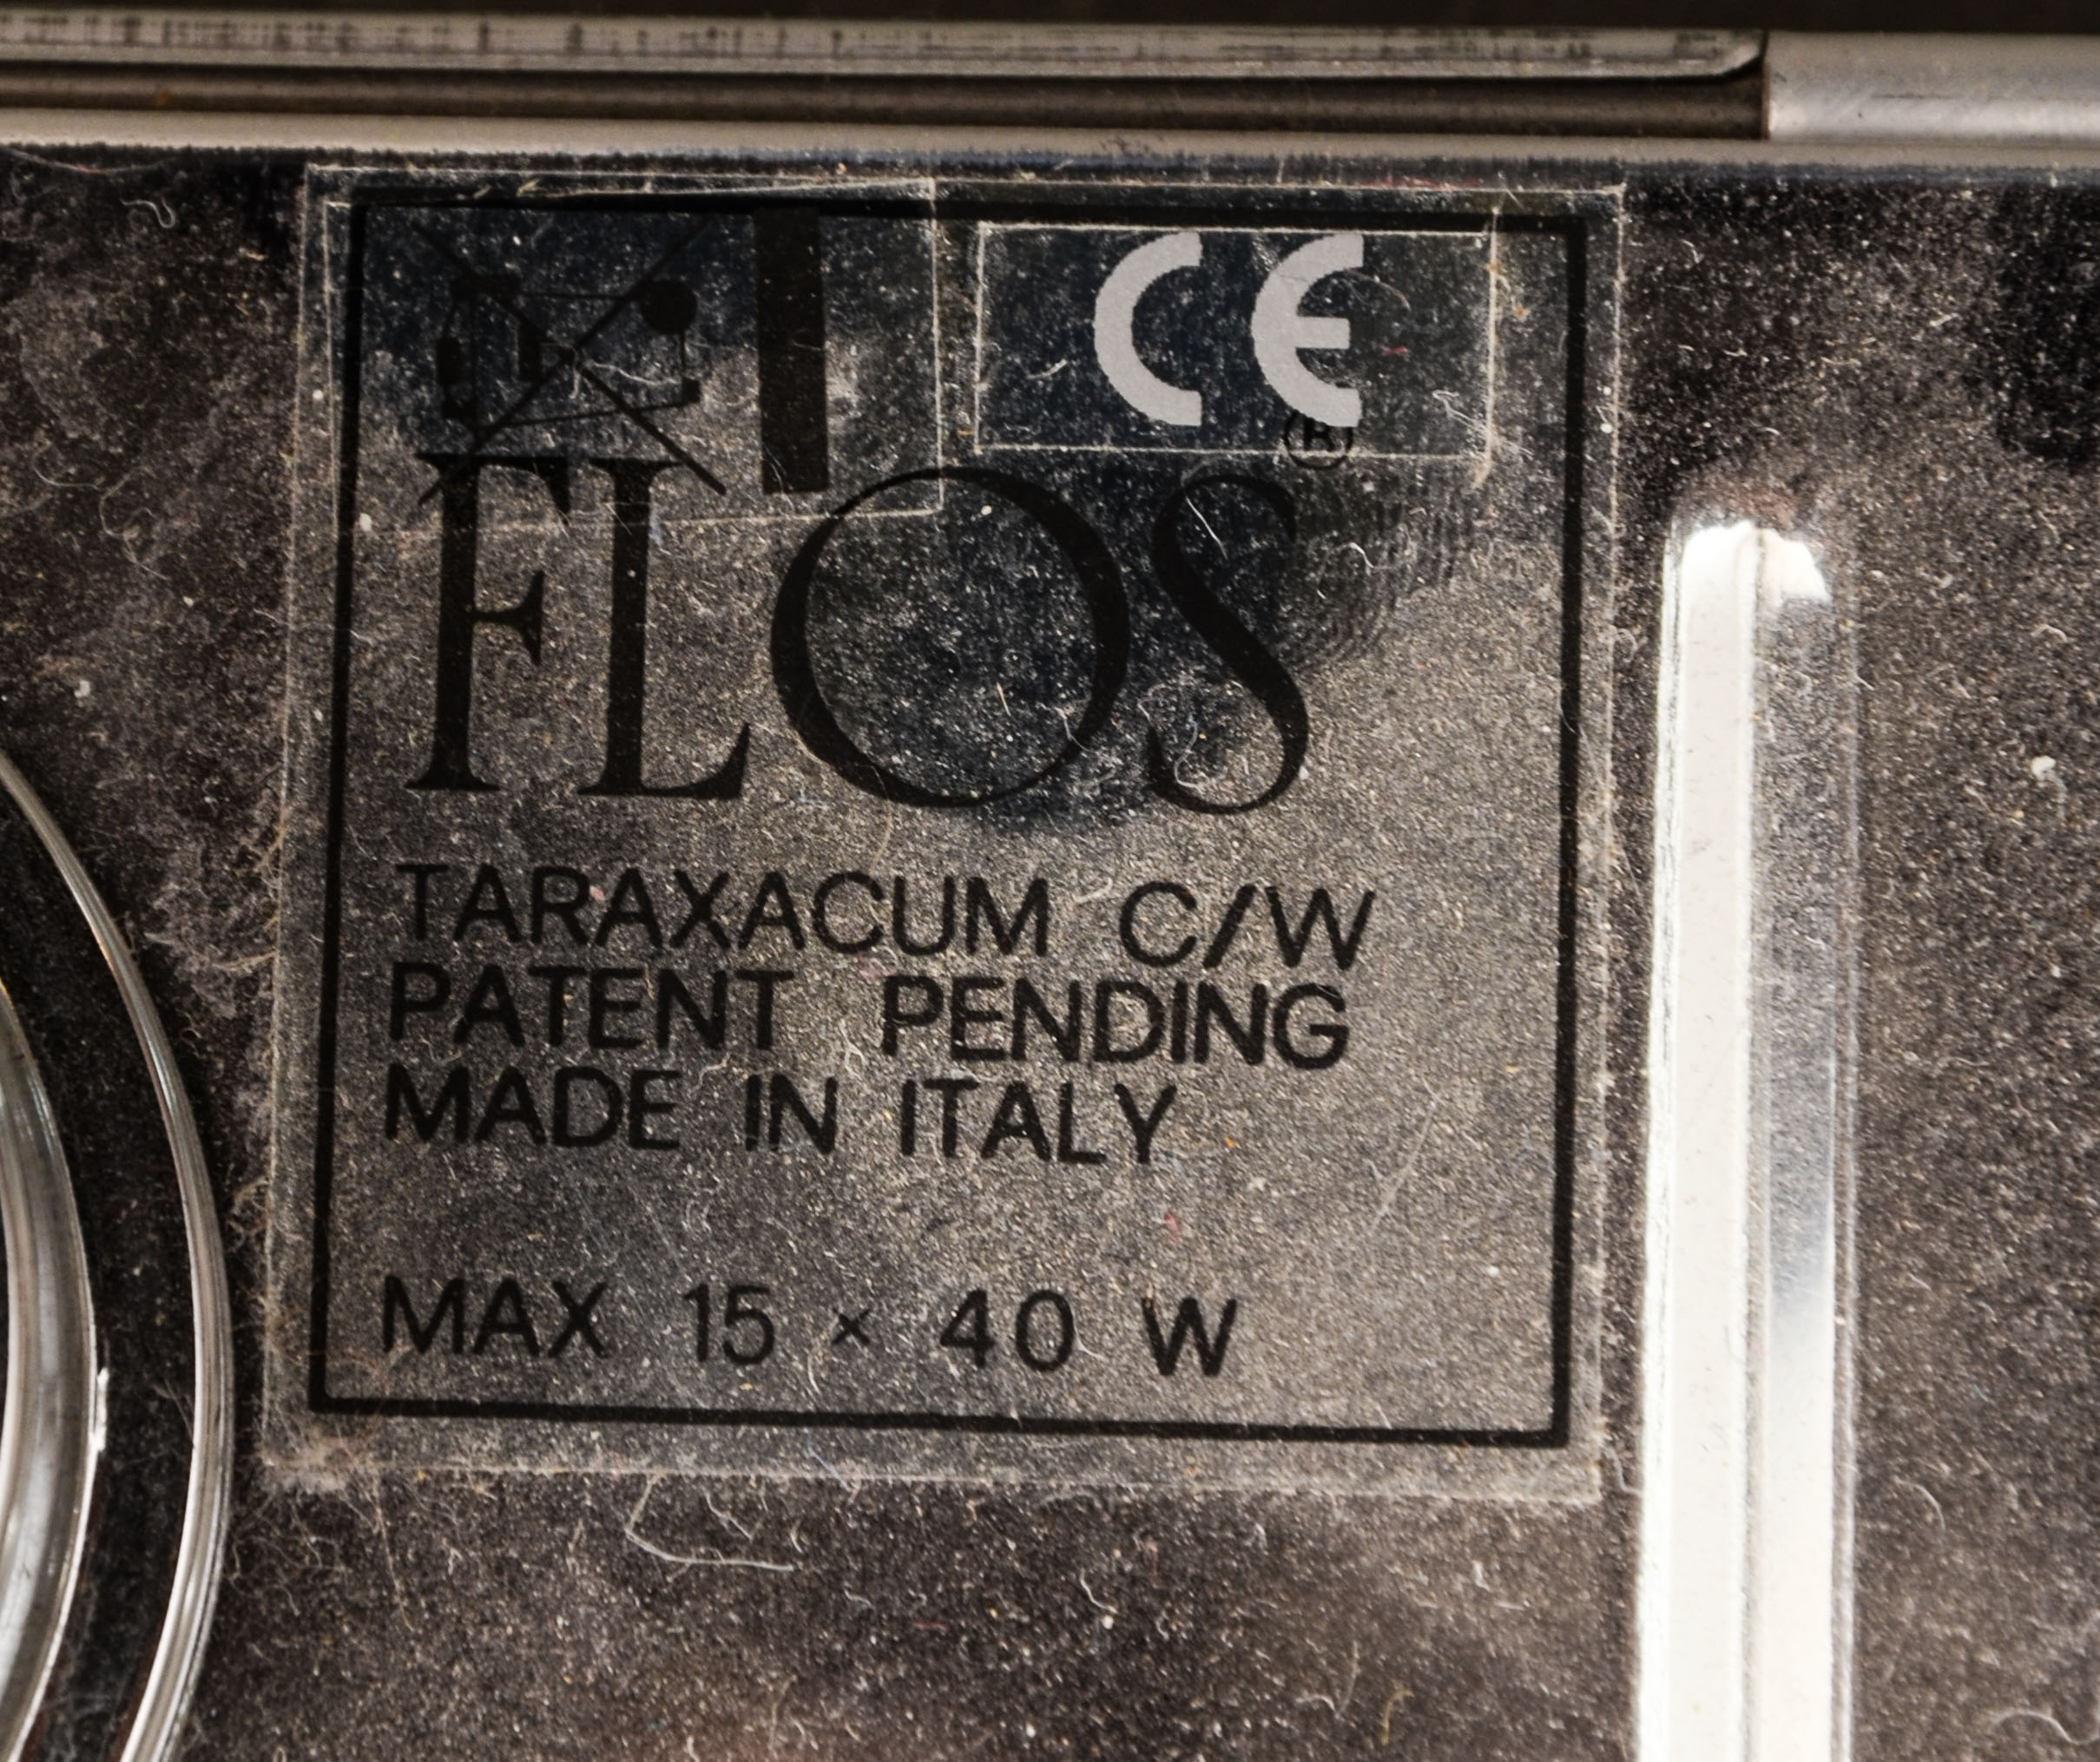 CE
FLOS®
TARAXACUM C/W
PATENT PENDING
MADE IN ITALY
MAX 15 × 40 W